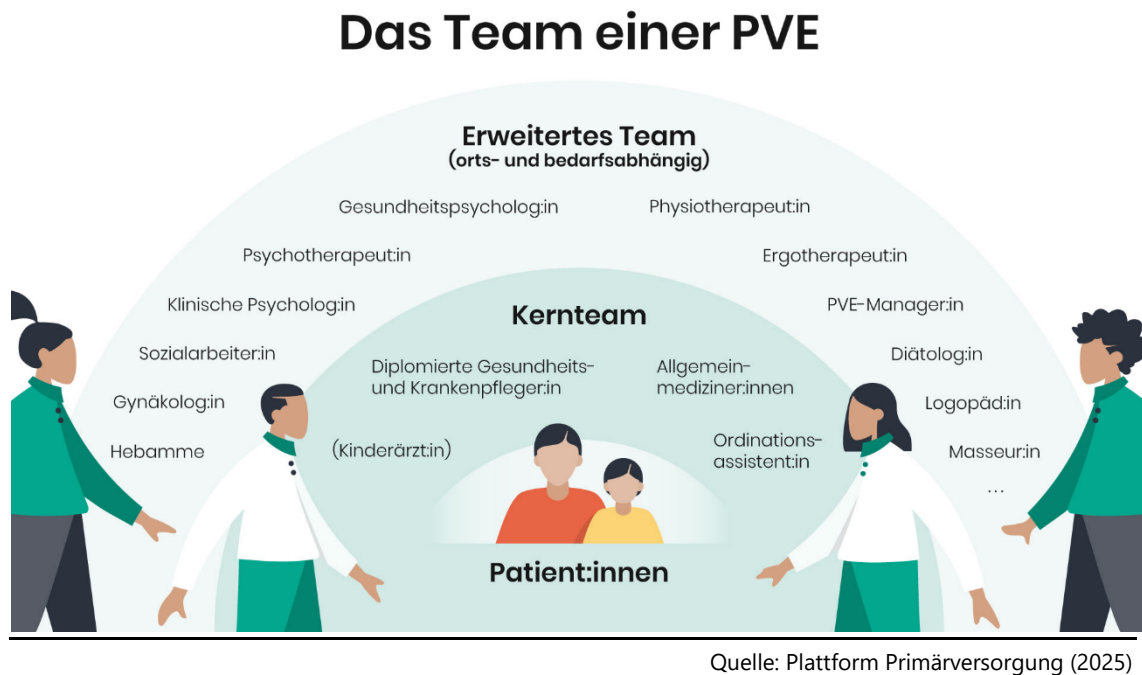 Das Team einer PVE
Erweitertes Team
(orts- und bedarfsabhängig)
Gesundheitspsycholog:in
Physiotherapeut:in
Psychotherapeut:in
Ergotherapeut:in
Klinische Psycholog:in
PVE-Manager:in
Sozialarbeiter:in
Diätolog:in
Gynäkolog:in
Logopäd:in
Hebamme
Masseur:in
...
Kernteam
Diplomierte Gesundheits-
und Krankenpfleger:in
Allgemein-
mediziner:innen
(Kinderärzt:in)
Ordinations-
assistent:in
Patient:innen
Quelle: Plattform Primärversorgung (2025)